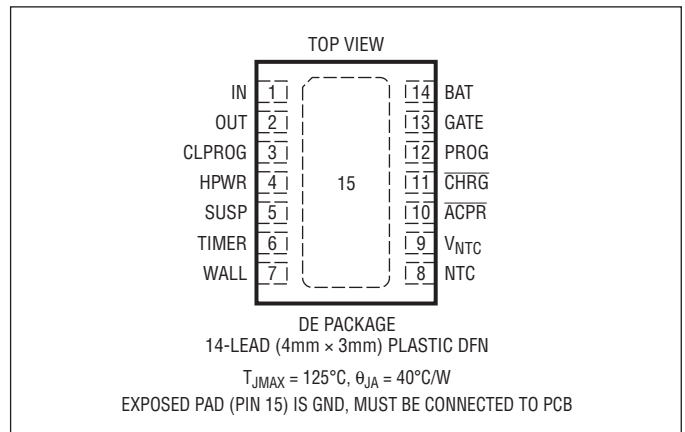 TOP VIEW
IN 1 14 BAT
OUT 2 13 GATE
CLPROG 3 12 PROG
HPWR 4 15 11 CHRG
SUSP 5 10 ACPR
TIMER 6 9 VNTC
WALL 7 8 NTC
DE PACKAGE
14-LEAD (4mm × 3mm) PLASTIC DFN
TJMAX = 125°C, θJA = 40°C/W
EXPOSED PAD (PIN 15) IS GND, MUST BE CONNECTED TO PCB